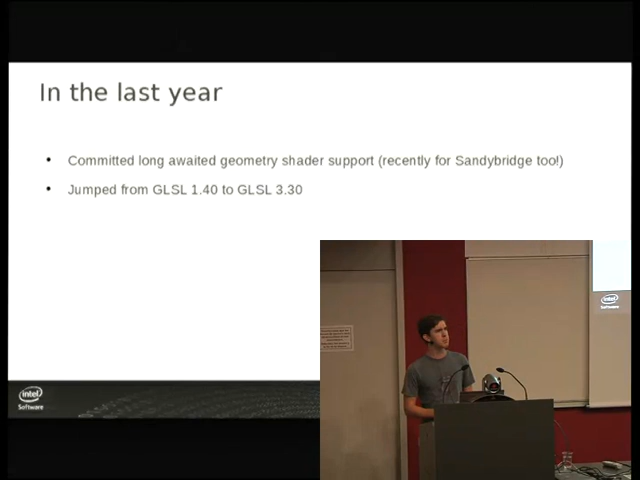 In the last year
• Committed long awaited geometry shader support (recently for Sandybridge too!)
• Jumped from GLSL 1.40 to GLSL 3.30
intel
Software
intel